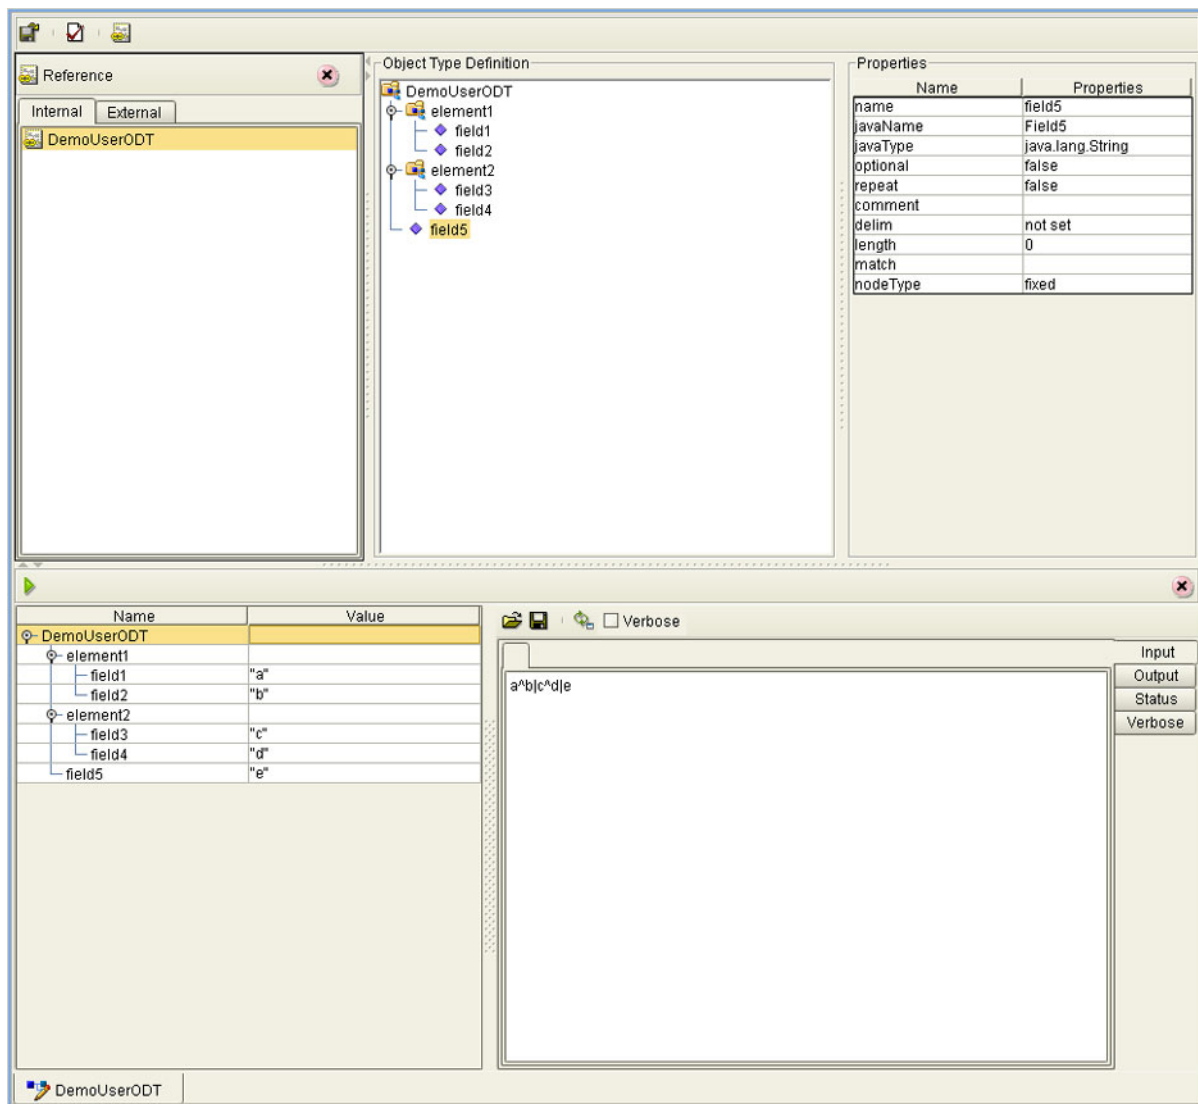 Reference
Internal External
DemoUserODT
Object Type Definition
DemoUserODT
element1
field1
field2
element2
field3
field4
field5
Properties
Name Properties
name field5
javaName Field5
javaType java.lang.String
optional false
repeat false
comment
delim not set
length 0
match
nodeType fixed
Name Value
DemoUserODT
element1
field1 "a"
field2 "b"
element2
field3 "c"
field4 "d"
field5 "e"
Verbose
a^b|c^d|e
Input
Output
Status
Verbose
DemoUserODT